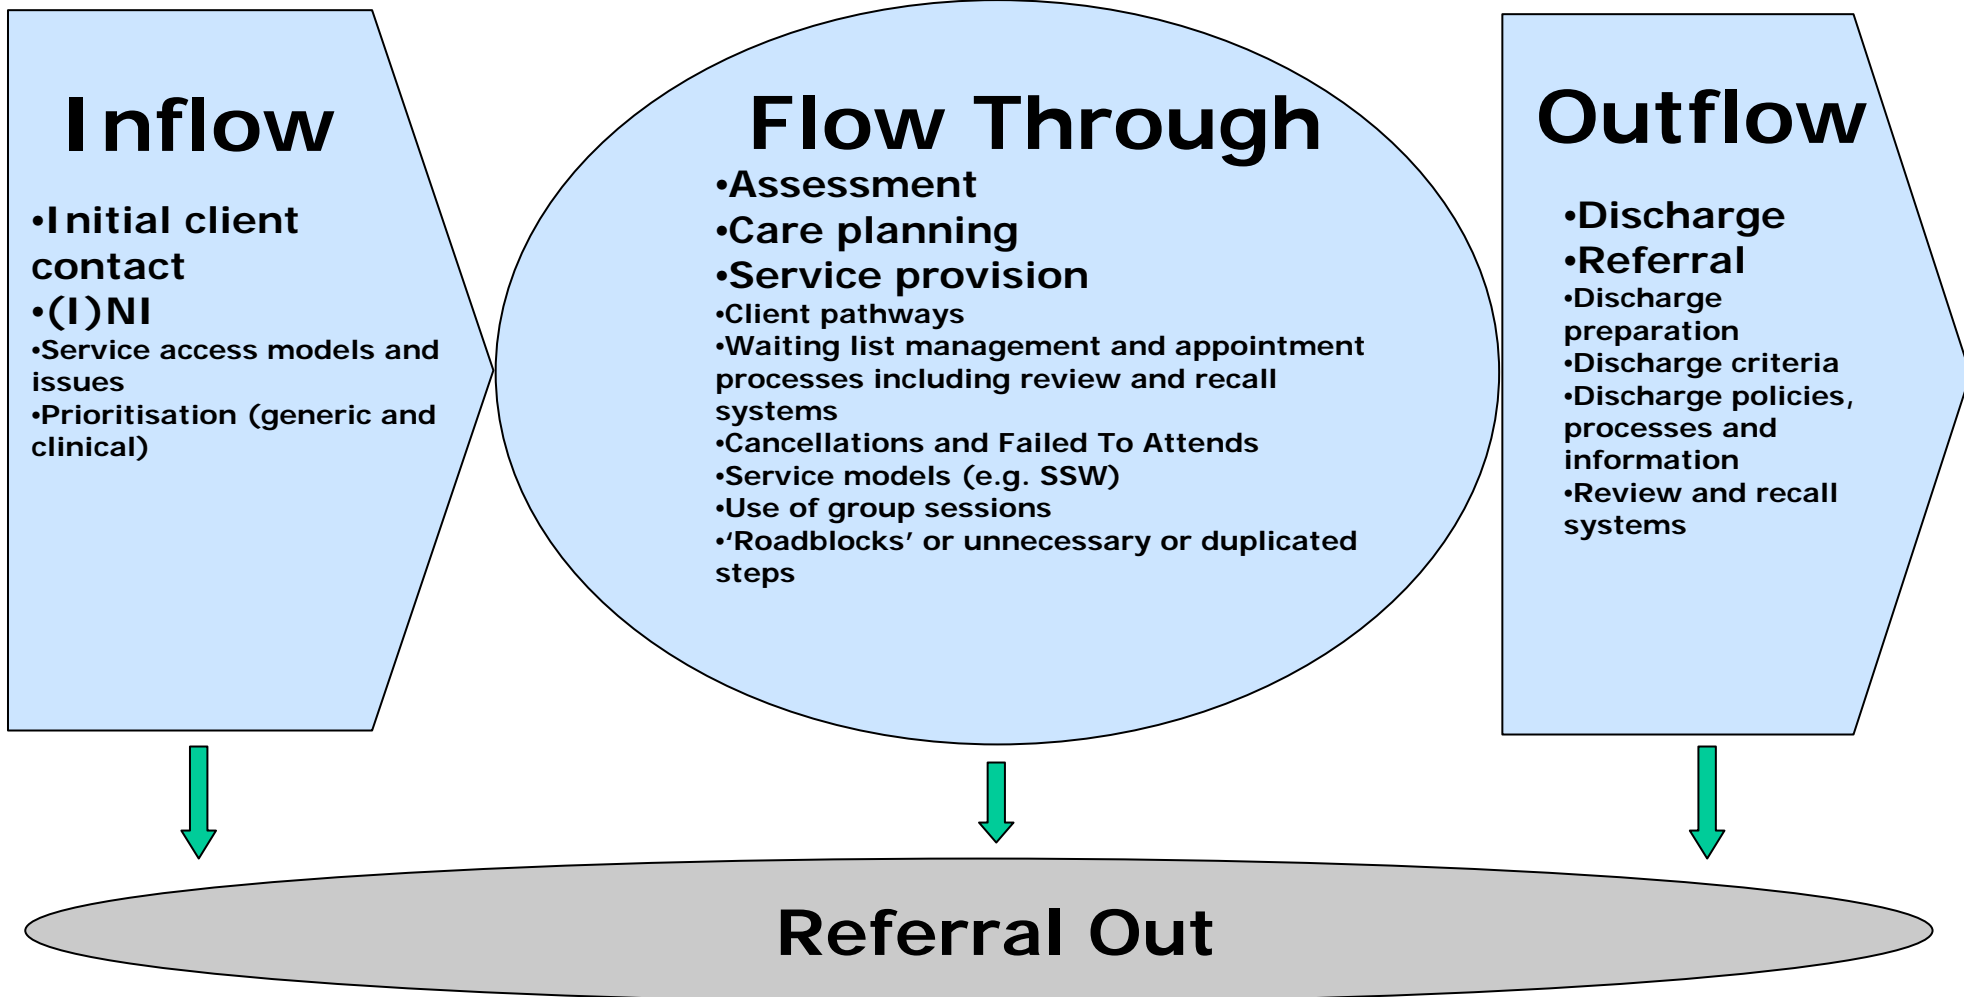 Inflow
•Initial client
contact
•(I)NI
•Service access models and
issues
•Prioritisation (generic and
clinical)
Flow Through
•Assessment
•Care planning
•Service provision
•Client pathways
•Waiting list management and appointment
processes including review and recall
systems
•Cancellations and Failed To Attends
•Service models (e.g. SSW)
•Use of group sessions
•‘Roadblocks’ or unnecessary or duplicated
steps
Outflow
•Discharge
•Referral
•Discharge
preparation
•Discharge criteria
•Discharge policies,
processes and
information
•Review and recall
systems
Referral Out